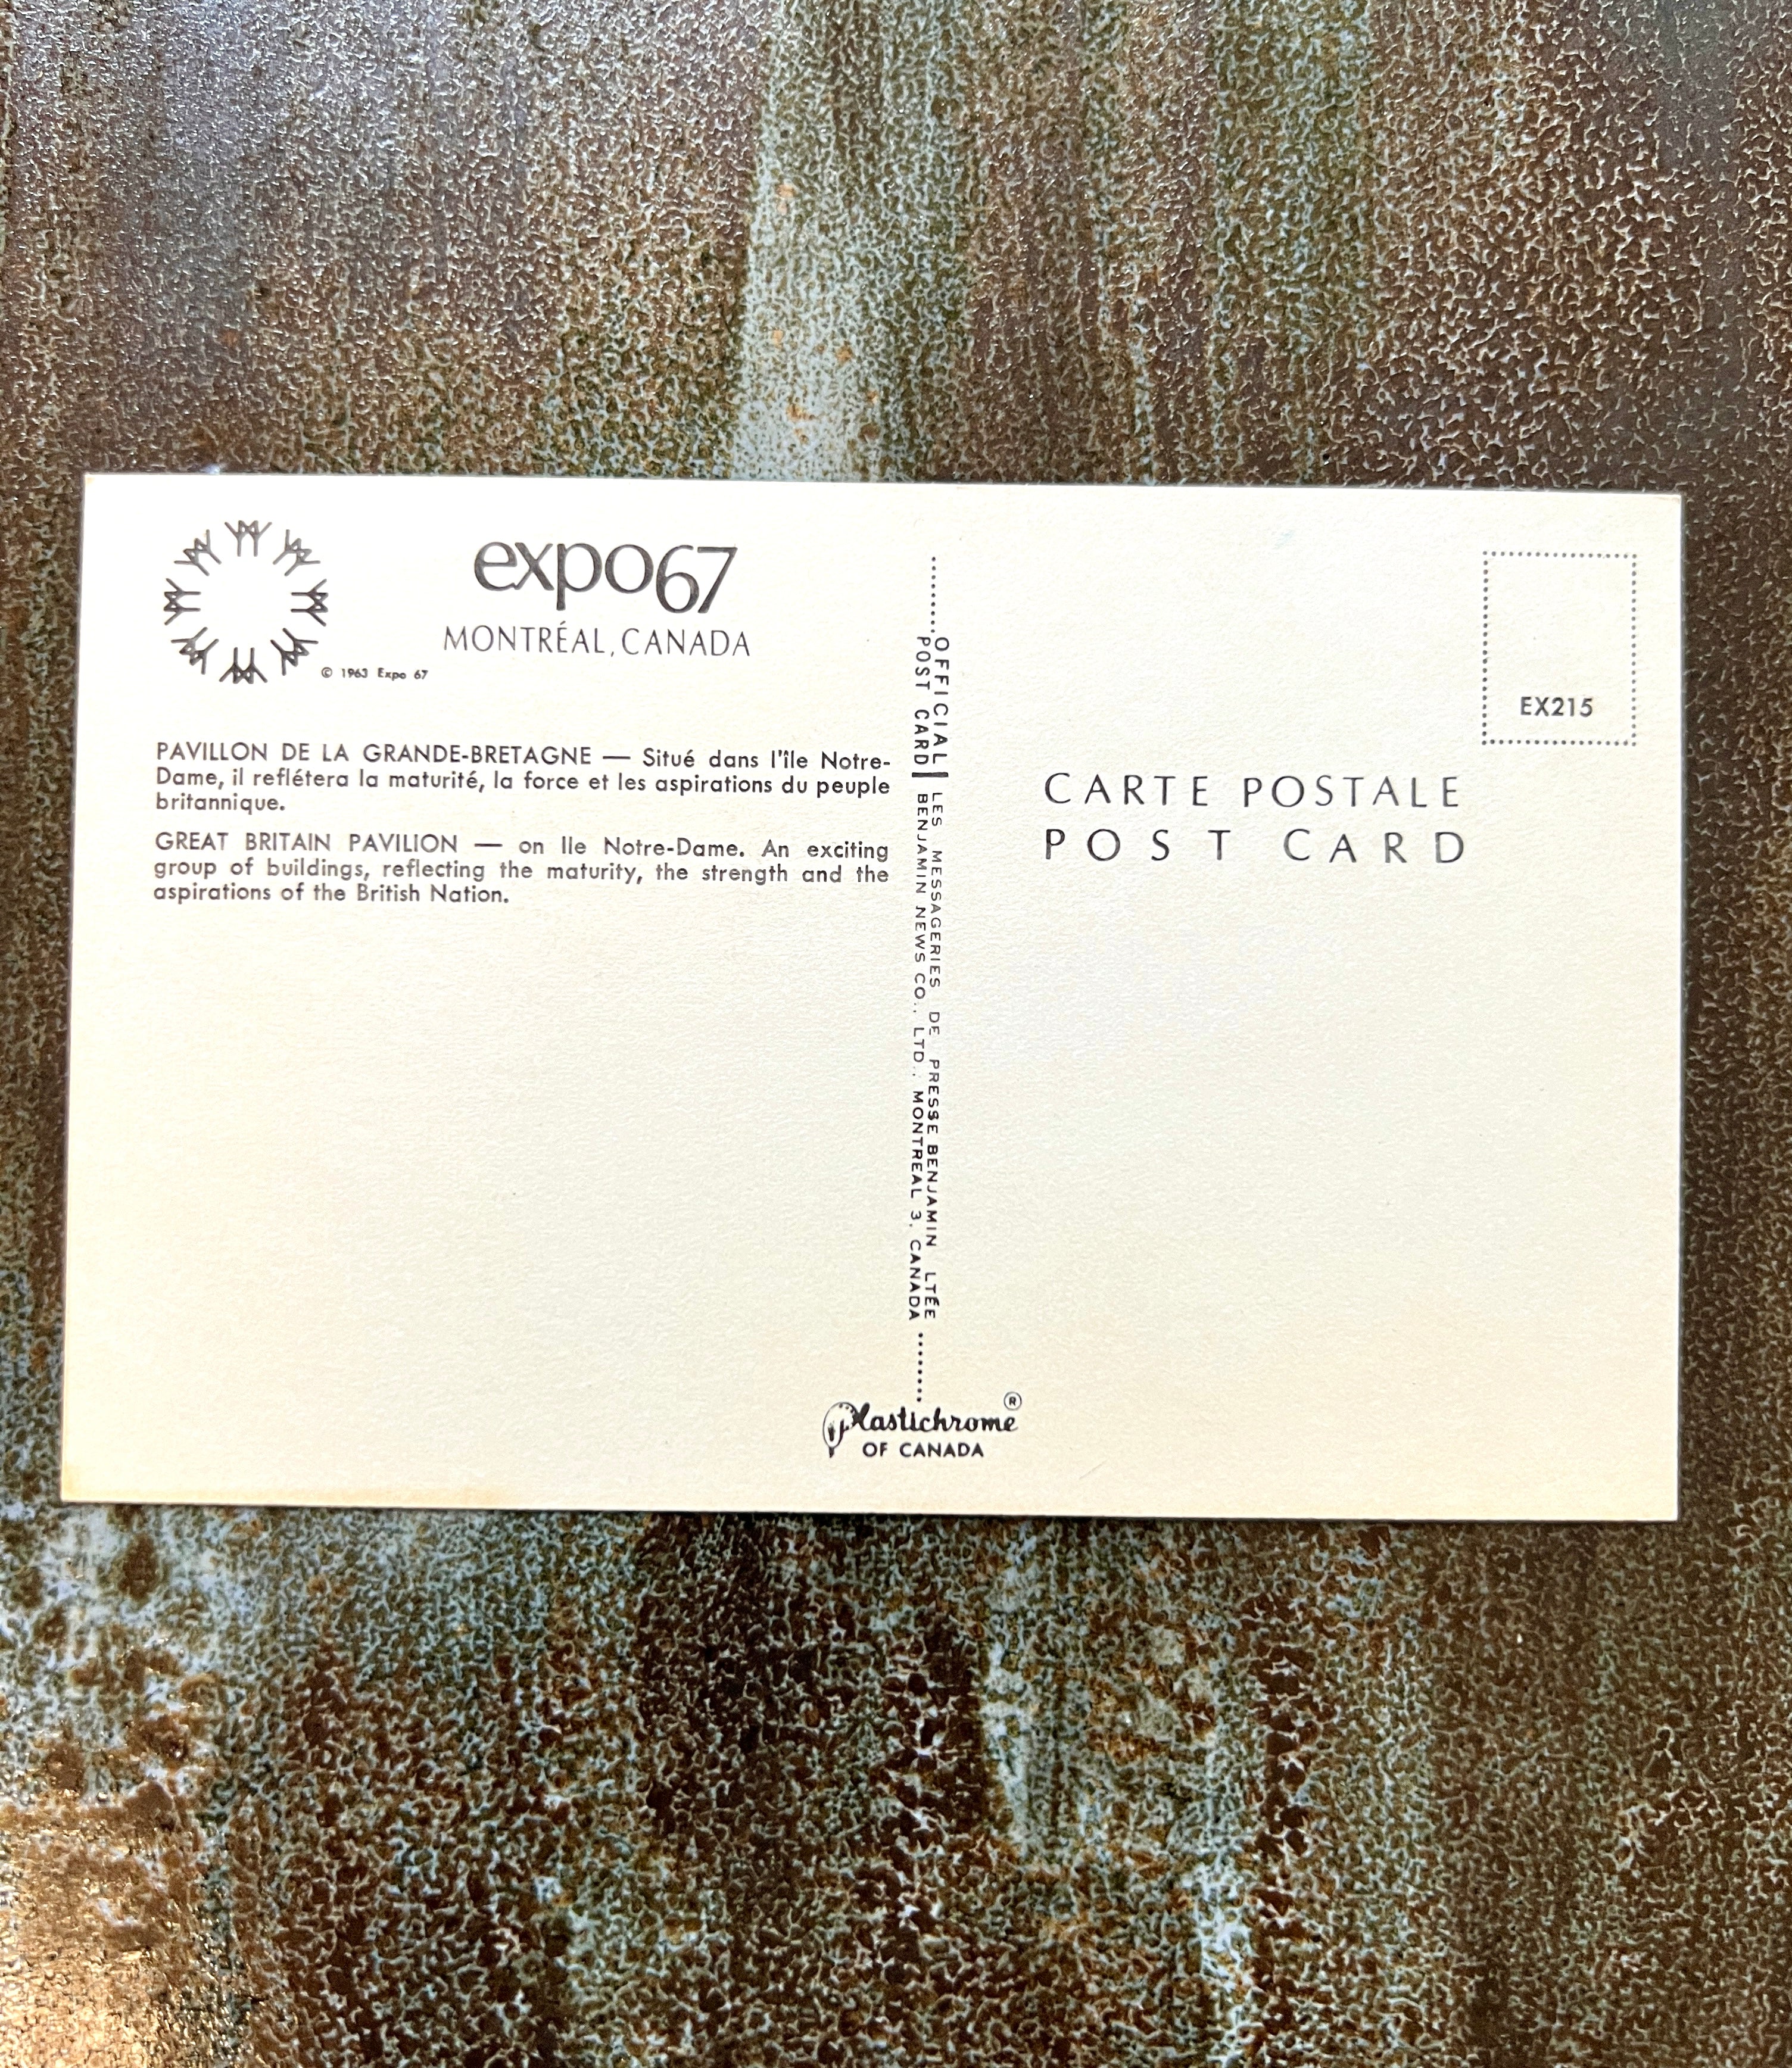 expo67
MONTRÉAL, CANADA
© 1963 Expo 67
PAVILLON DE LA GRANDE-BRETAGNE — Situé dans l'île Notre-
Dame, il reflétera la maturité, la force et les aspirations du peuple
britannique.
GREAT BRITAIN PAVILION — on Ile Notre-Dame. An exciting
group of buildings, reflecting the maturity, the strength and the
aspirations of the British Nation.
OFFICIAL LES MESSAGERIES DE PRESSE BENJAMIN LTÉE
POST CARD BENJAMIN NEWS CO., LTD., MONTREAL 3, CANADA
Plastichrome ®
OF CANADA
EX215
CARTE POSTALE
POST CARD